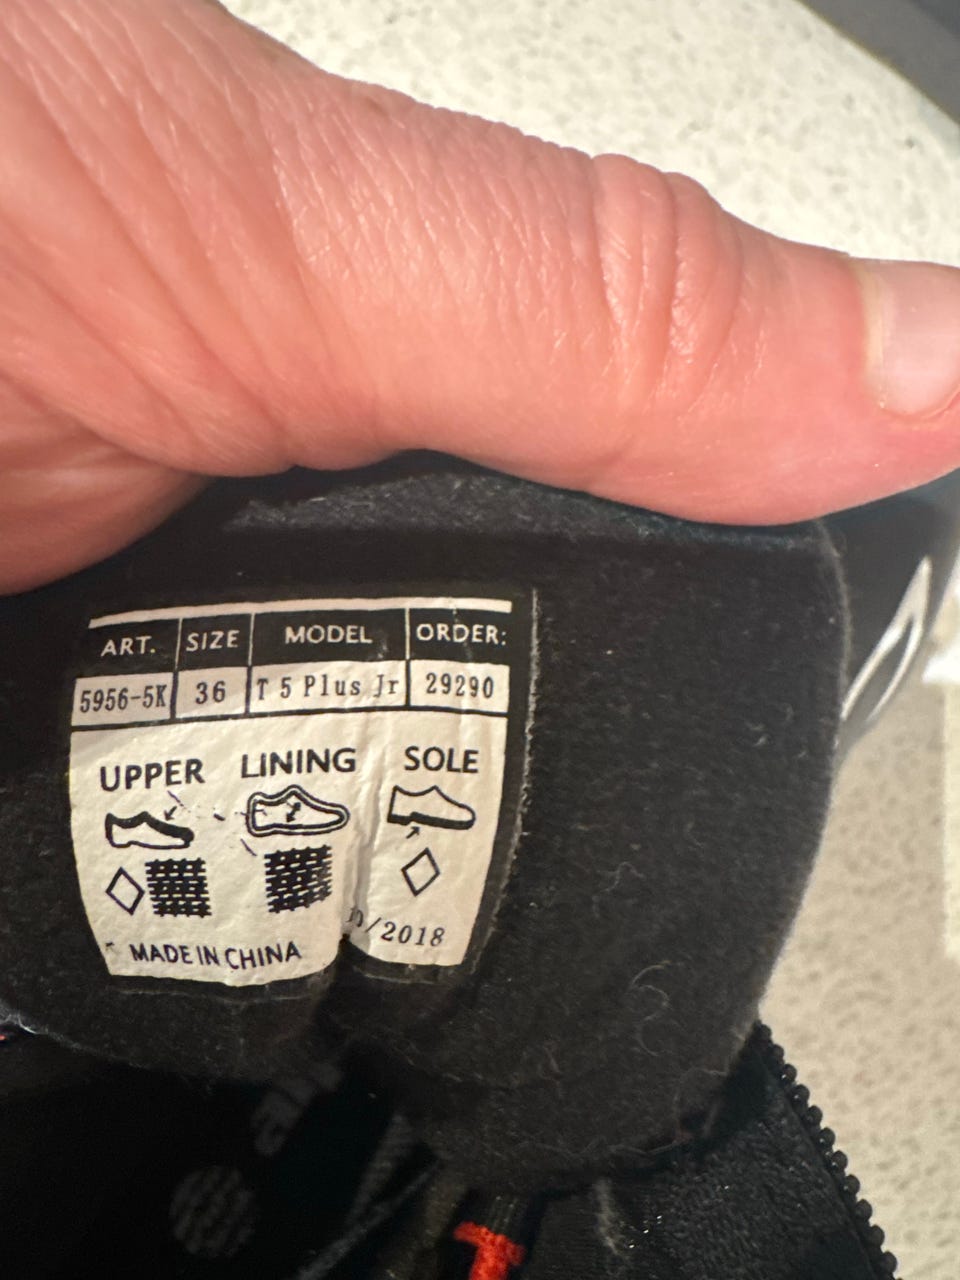 ART. SIZE MODEL ORDER:
5956-5K 36 T 5 Plus Jr 29290
UPPER LINING SOLE
/2018
MADE IN CHINA